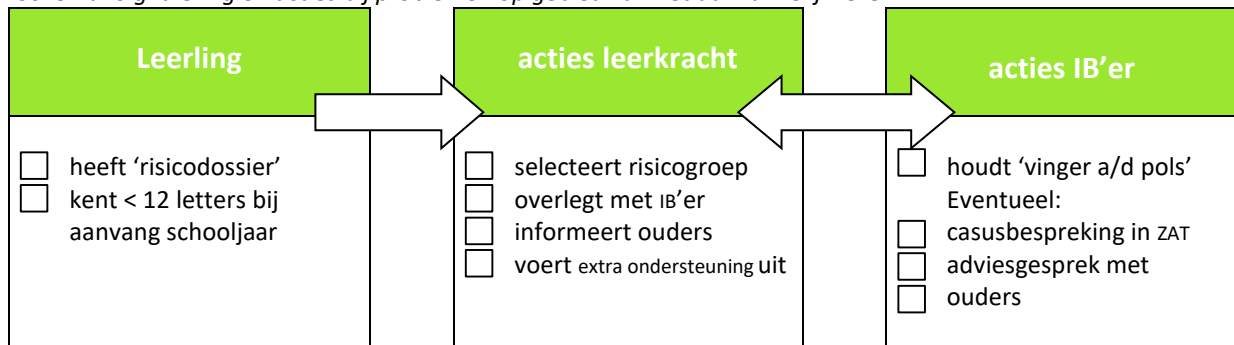 Leerling
heeft ‘risicodossier’
kent < 12 letters bij
aanvang schooljaar
acties leerkracht
selecteert risicogroep
overlegt met IB’er
informeert ouders
voert extra ondersteuning uit
acties IB’er
houdt ‘vinger a/d pols’
Eventueel:
casusbespreking in ZAT
adviesgesprek met
ouders